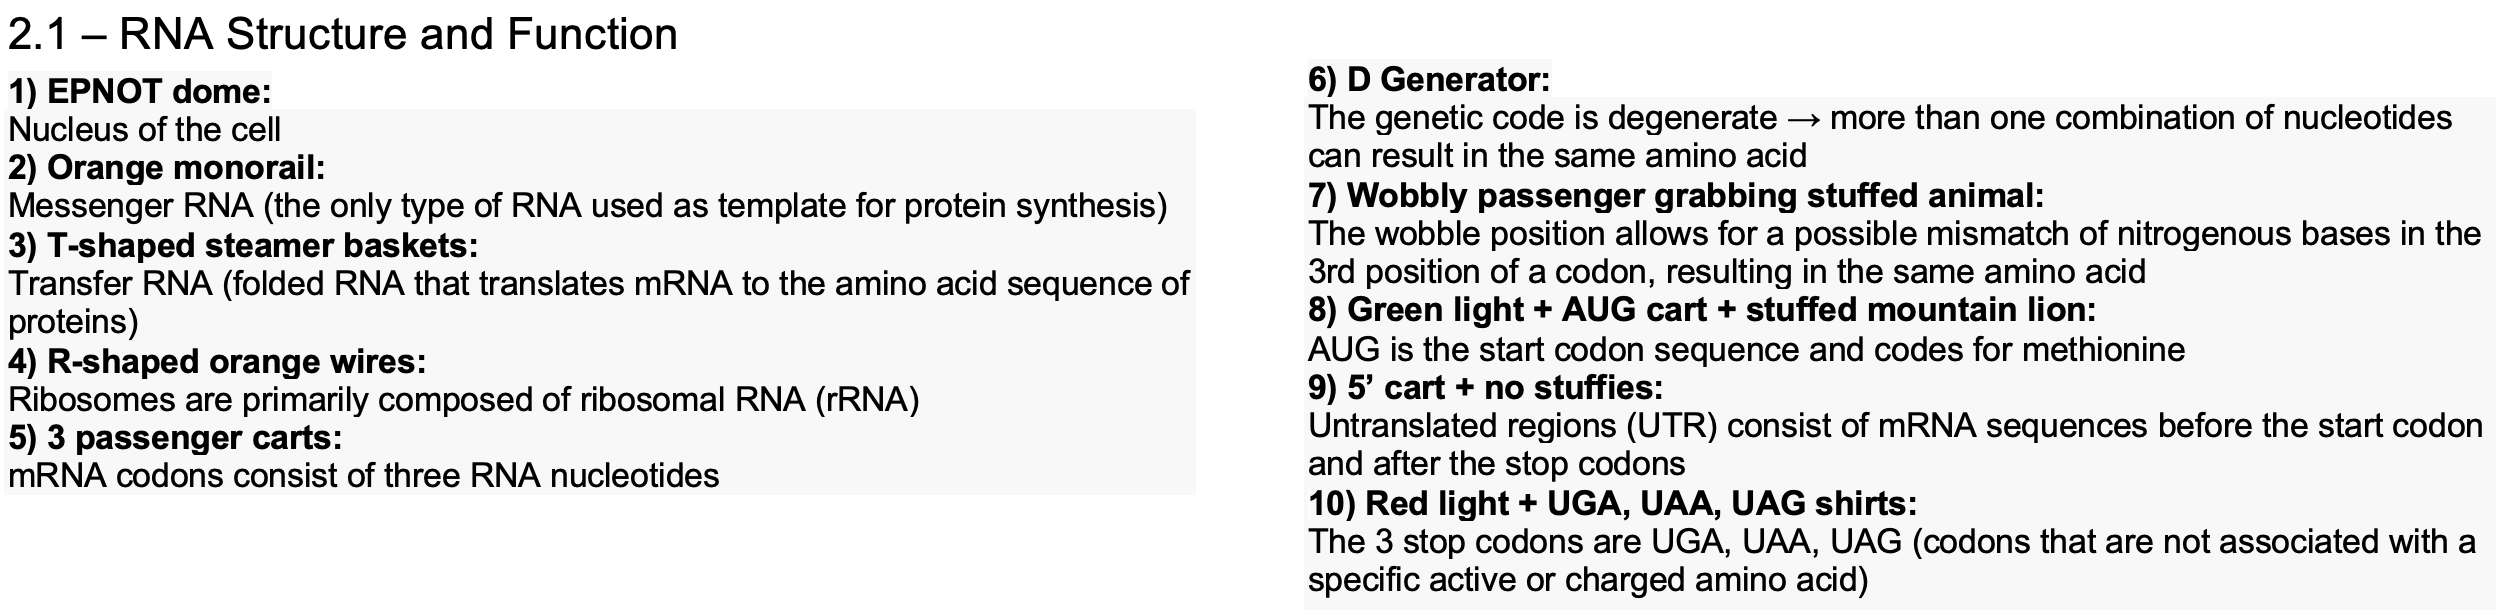 2.1 – RNA Structure and Function
1) EPNOT dome:
Nucleus of the cell
2) Orange monorail:
Messenger RNA (the only type of RNA used as template for protein synthesis)
3) T-shaped steamer baskets:
Transfer RNA (folded RNA that translates mRNA to the amino acid sequence of
proteins)
4) R-shaped orange wires:
Ribosomes are primarily composed of ribosomal RNA (rRNA)
5) 3 passenger carts:
mRNA codons consist of three RNA nucleotides
6) D Generator:
The genetic code is degenerate → more than one combination of nucleotides
can result in the same amino acid
7) Wobbly passenger grabbing stuffed animal:
The wobble position allows for a possible mismatch of nitrogenous bases in the
3rd position of a codon, resulting in the same amino acid
8) Green light + AUG cart + stuffed mountain lion:
AUG is the start codon sequence and codes for methionine
9) 5’ cart + no stuffies:
Untranslated regions (UTR) consist of mRNA sequences before the start codon
and after the stop codons
10) Red light + UGA, UAA, UAG shirts:
The 3 stop codons are UGA, UAA, UAG (codons that are not associated with a
specific active or charged amino acid)